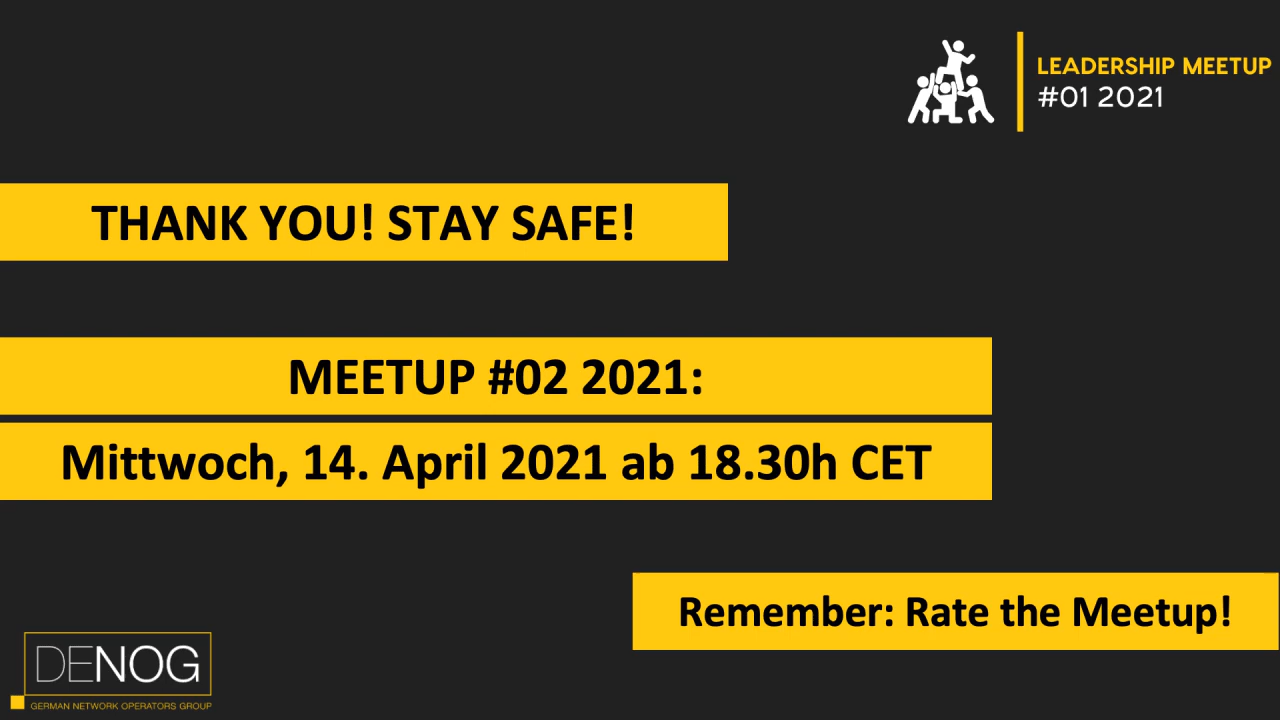 LEADERSHIP MEETUP
#01 2021
THANK YOU! STAY SAFE!
MEETUP #02 2021:
Mittwoch, 14. April 2021 ab 18.30h CET
Remember: Rate the Meetup!
DENOG
GERMAN NETWORK OPERATORS GROUP